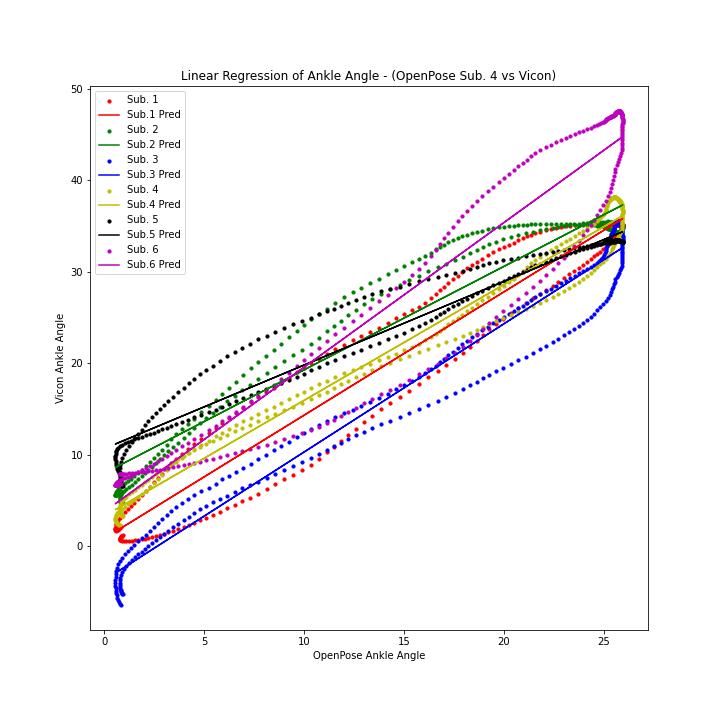 Linear Regression of Ankle Angle - (OpenPose Sub. 4 vs Vicon)
Sub. 1
Sub.1 Pred
Sub. 2
Sub.2 Pred
Sub. 3
Sub.3 Pred
Sub. 4
Sub.4 Pred
Sub. 5
Sub.5 Pred
Sub. 6
Sub.6 Pred
50
40
30
20
10
0
Vicon Ankle Angle
0 5 10 15 20 25
OpenPose Ankle Angle